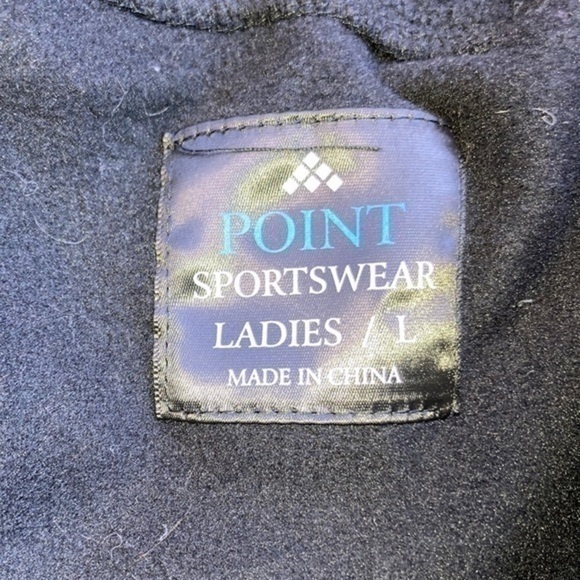 POINT
SPORTSWEAR
LADIES / L
MADE IN CHINA